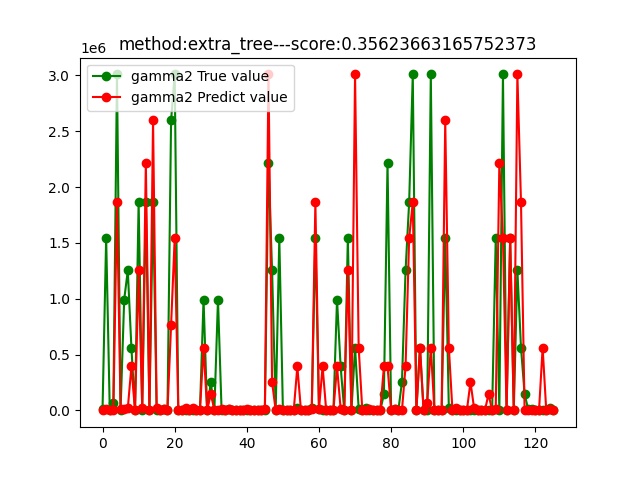 method:extra_tree---score:0.35623663165752373
1e6
gamma2 True value
gamma2 Predict value
3.0
2.5
2.0
1.5
1.0
0.5
0.0
0 20 40 60 80 100 120